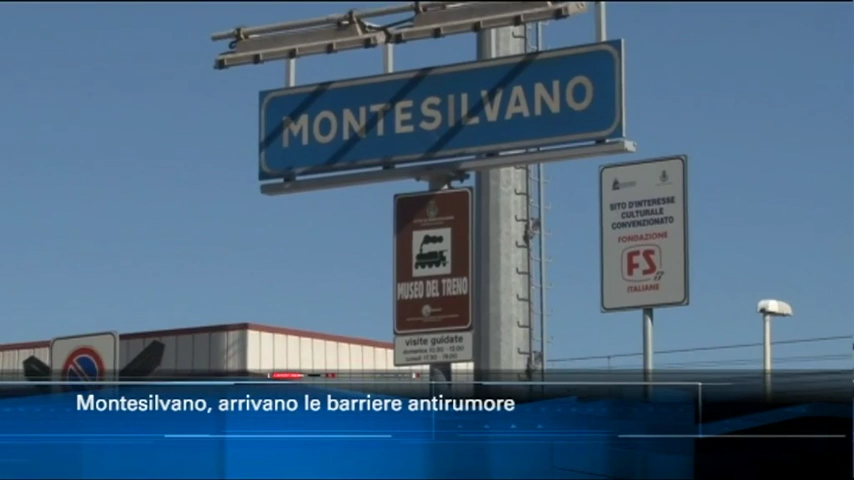 MONTESILVANO
MUSEO DEL TRENO
visite guidate
SITO D'INTERESSE
CULTURALE
CONVENZIONATO
FONDAZIONE
FS
ITALIANE
Montesilvano, arrivano le barriere antirumore